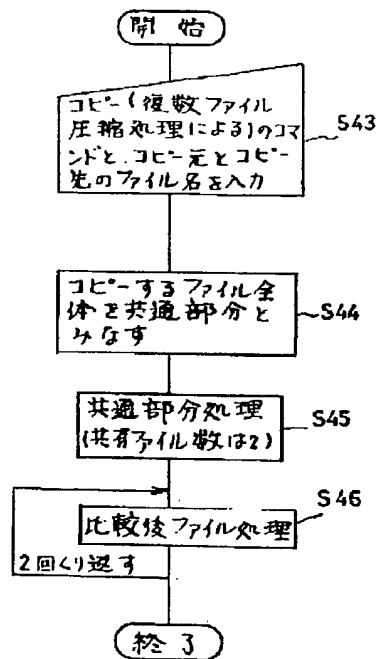 開始
コピー(複数ファイル
圧縮処理による)のコマ
ンドと、コピー元とコピー
先のファイル名を入力
S43
コピーするファイル全
体を共通部分と
みなす
S44
共通部分処理
(共有ファイル数は2)
S45
比較後ファイル処理
S46
2回くり返す
終了